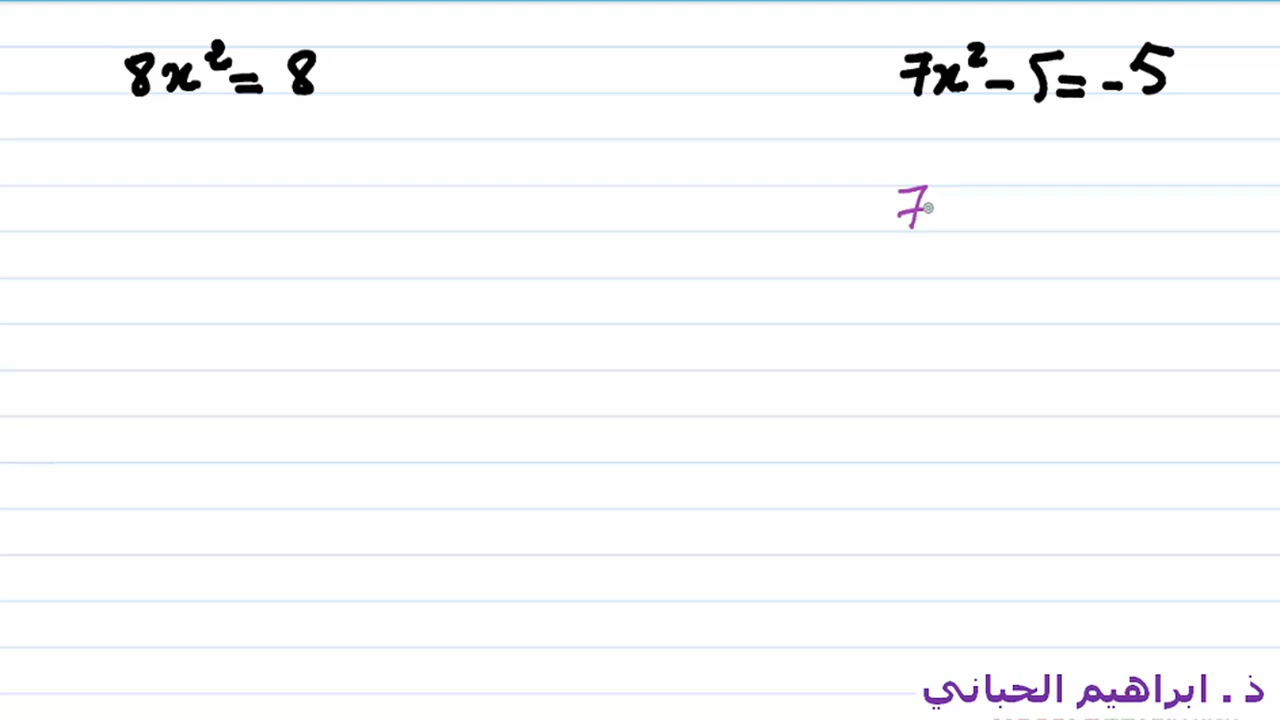 8x² = 8
7x² - 5 = -5
7
ذ . ابراهيم الحباني